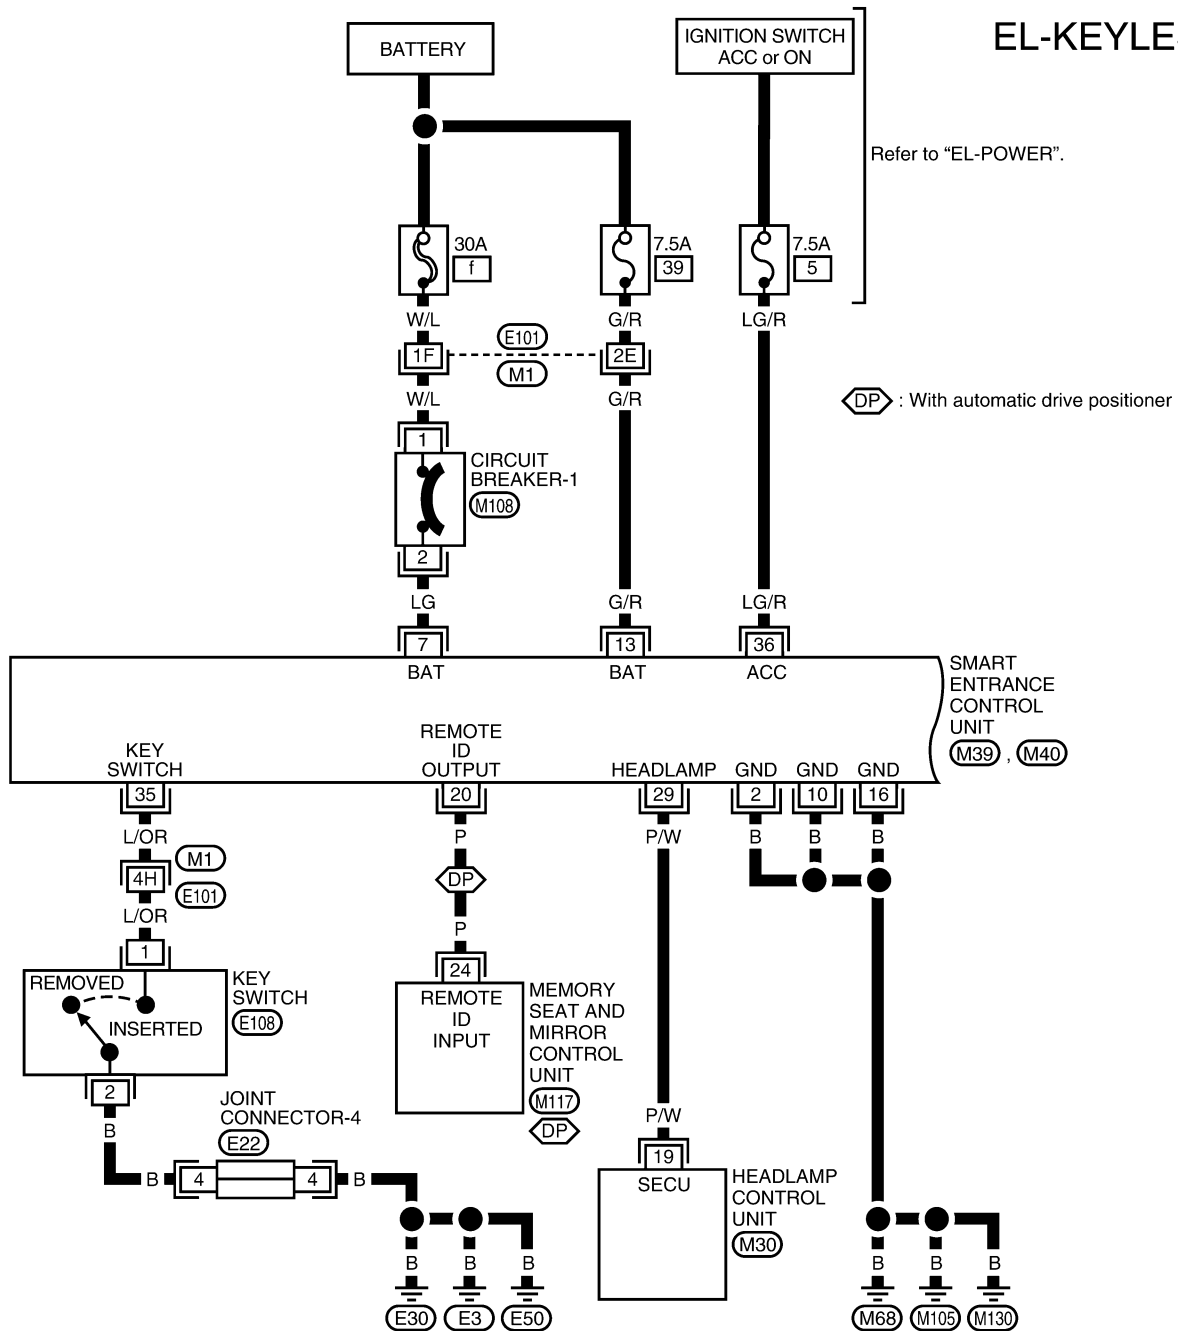 EL-KEYLE
BATTERY
IGNITION SWITCH
ACC or ON
Refer to “EL-POWER”.
30A
f
7.5A
39
7.5A
5
W/L
G/R
LG/R
E101
1F
2E
M1
W/L
G/R
DP : With automatic drive positioner
1
CIRCUIT
BREAKER-1
M108
2
LG
G/R
LG/R
7
13
36
BAT
BAT
ACC
SMART
ENTRANCE
CONTROL
UNIT
M39 , M40
KEY
SWITCH
REMOTE
ID
OUTPUT
HEADLAMP
GND
GND
GND
35
20
29
2
10
16
L/OR
P
P/W
B
B
B
M1
4H
E101
DP
L/OR
P
1
24
REMOVED
INSERTED
KEY
SWITCH
E108
REMOTE
ID
INPUT
MEMORY
SEAT AND
MIRROR
CONTROL
UNIT
M117
DP
2
B
JOINT
CONNECTOR-4
E22
B
4
4
B
P/W
19
SECU
HEADLAMP
CONTROL
UNIT
M30
B
B
B
B
B
B
E30
E3
E50
M68
M105
M130